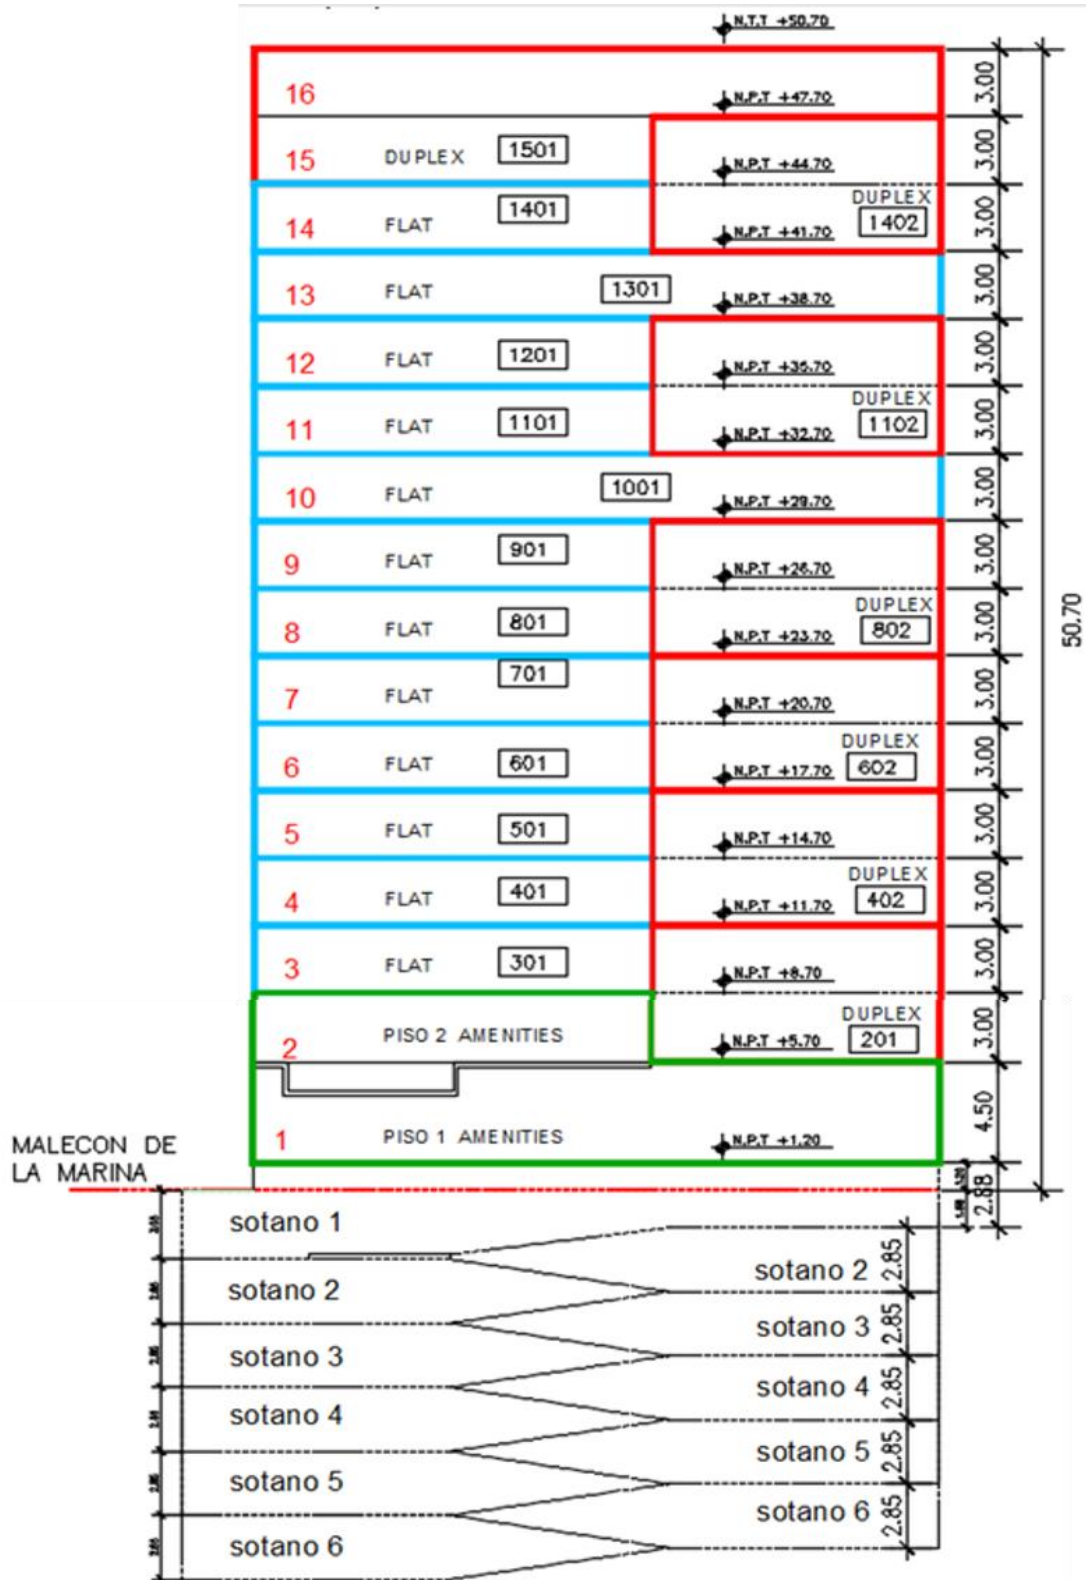 N.T.T +50.70
16
N.P.T +47.70
3.00
15
DUPLEX
1501
N.P.T +44.70
3.00
14
FLAT
1401
DUPLEX
1402
N.P.T +41.70
3.00
13
FLAT
1301
N.P.T +38.70
3.00
12
FLAT
1201
N.P.T +35.70
3.00
11
FLAT
1101
DUPLEX
1102
N.P.T +32.70
3.00
10
FLAT
1001
N.P.T +29.70
3.00
9
FLAT
901
N.P.T +26.70
3.00
8
FLAT
801
DUPLEX
802
N.P.T +23.70
3.00
50.70
7
FLAT
701
N.P.T +20.70
3.00
6
FLAT
601
DUPLEX
602
N.P.T +17.70
3.00
5
FLAT
501
N.P.T +14.70
3.00
4
FLAT
401
DUPLEX
402
N.P.T +11.70
3.00
3
FLAT
301
N.P.T +8.70
3.00
2
PISO 2 AMENITIES
DUPLEX
201
N.P.T +5.70
3.00
1
PISO 1 AMENITIES
N.P.T +1.20
4.50
MALECON DE
LA MARINA
2.88
sotano 1
sotano 2
sotano 2
2.85
sotano 3
sotano 3
2.85
sotano 4
sotano 4
2.85
sotano 5
sotano 5
2.85
sotano 6
sotano 6
2.85